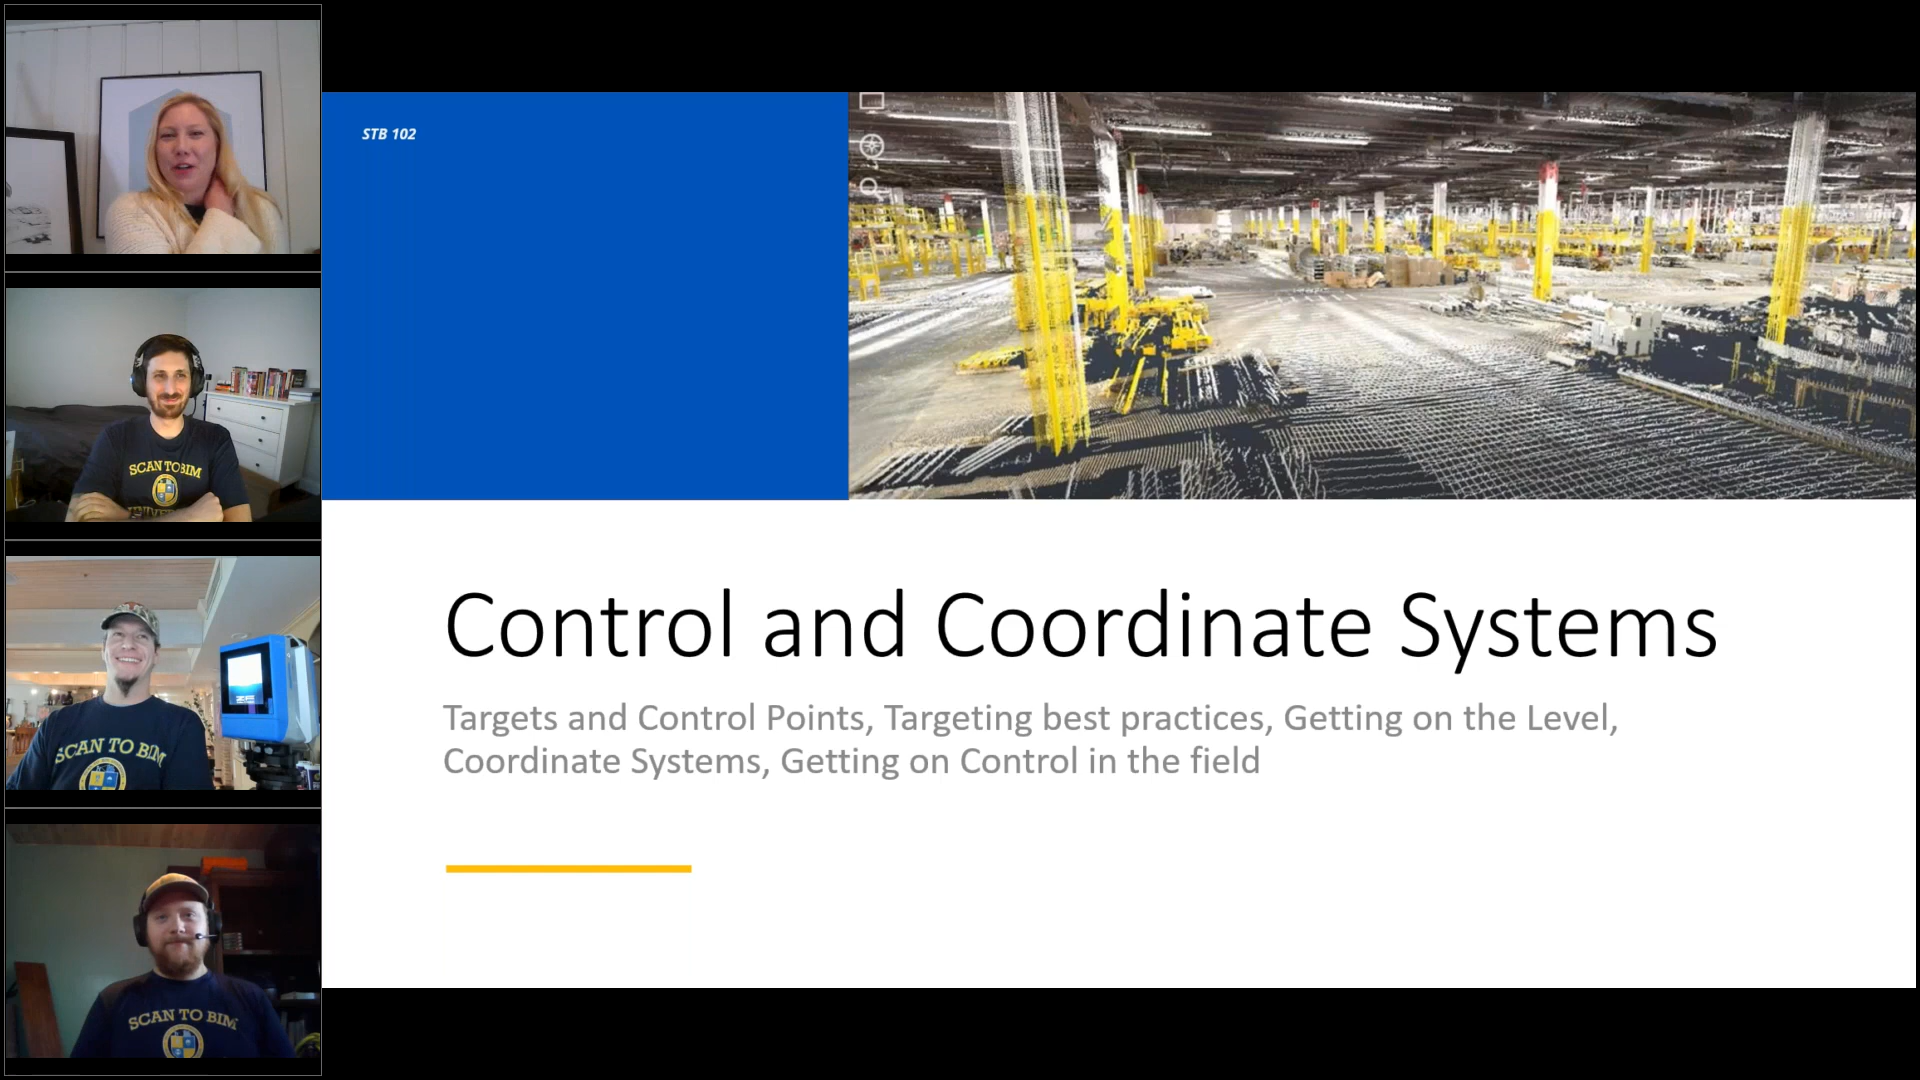 STB 102
Control and Coordinate Systems
Targets and Control Points, Targeting best practices, Getting on the Level,
Coordinate Systems, Getting on Control in the field
SCAN TO BIM
SCAN TO BIM
SCAN TO BIM